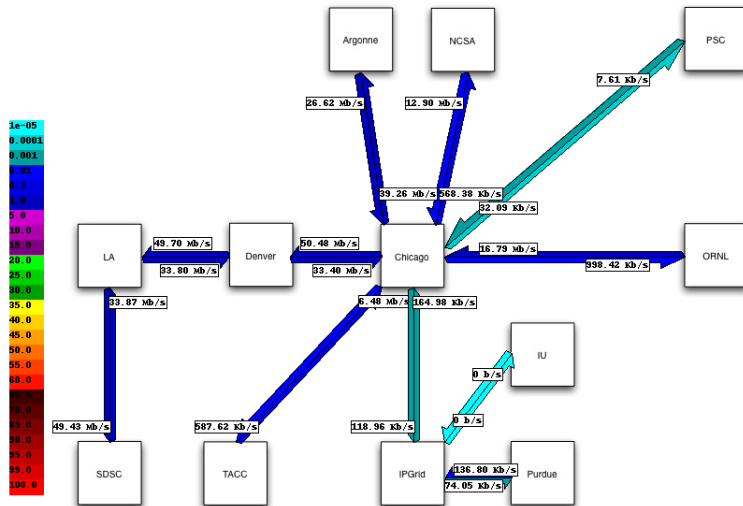 Argonne
NCSA
PSC
7.61 Kb/s
26.62 Mb/s
12.90 Mb/s
1e-05
0.0001
0.001
0.01
0.1
1.0
5.0
10.0
15.0
20.0
25.0
30.0
35.0
40.0
45.0
50.0
55.0
60.0
65.0
70.0
75.0
80.0
85.0
90.0
95.0
99.0
100.0
39.26 Mb/s
568.38 Kb/s
32.09 Kb/s
LA
49.70 Mb/s
33.80 Mb/s
Denver
50.48 Mb/s
33.40 Mb/s
Chicago
16.79 Mb/s
998.42 Kb/s
ORNL
33.87 Mb/s
6.48 Mb/s
164.98 Kb/s
IU
0 b/s
0 b/s
49.43 Mb/s
587.62 Kb/s
118.96 Kb/s
SDSC
TACC
IPGrid
136.80 Kb/s
74.05 Kb/s
Purdue